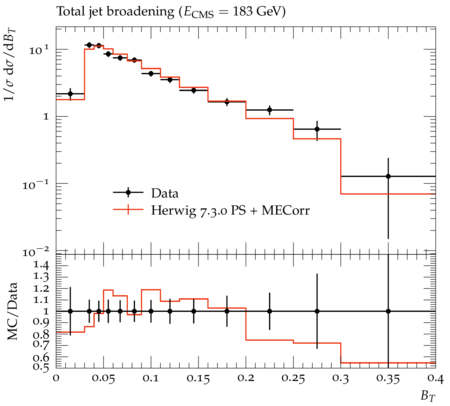 Total jet broadening (E_CMS = 183 GeV)
1/σ dσ/dB_T
10^1
1
10^−1
10^−2
Data
Herwig 7.3.0 PS + MECorr
MC/Data
1.4
1.3
1.2
1.1
1.0
0.9
0.8
0.7
0.6
0.5
0 0.05 0.1 0.15 0.2 0.25 0.3 0.35 0.4
B_T